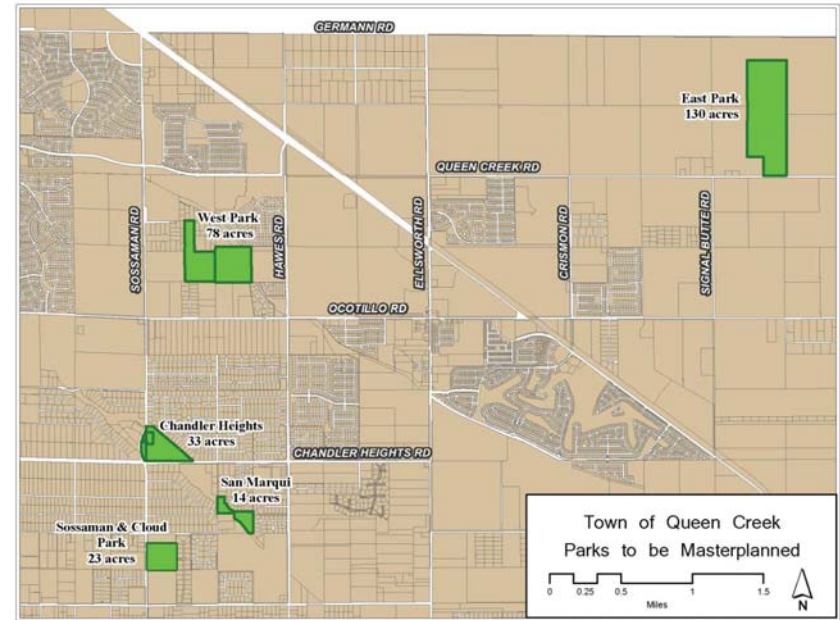 GERMANN RD
East Park
130 acres
QUEEN CREEK RD
SOSSAMAN RD
West Park
78 acres
HAWES RD
ELLSWORTH RD
CRISMON RD
SIGNAL BUTTE RD
OCOTILLO RD
Chandler Heights
33 acres
CHANDLER HEIGHTS RD
San Marqui
14 acres
Sossaman & Cloud
Park
23 acres
Town of Queen Creek
Parks to be Masterplanned
0 0.25 0.5 1 1.5
Miles
N